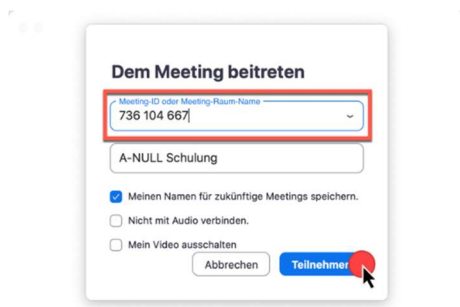 Dem Meeting beitreten
Meeting-ID oder Meeting-Raum-Name
736 104 667
A-NULL Schulung
Meinen Namen für zukünftige Meetings speichern.
Nicht mit Audio verbinden.
Mein Video ausschalten
Abbrechen Teilnehmen